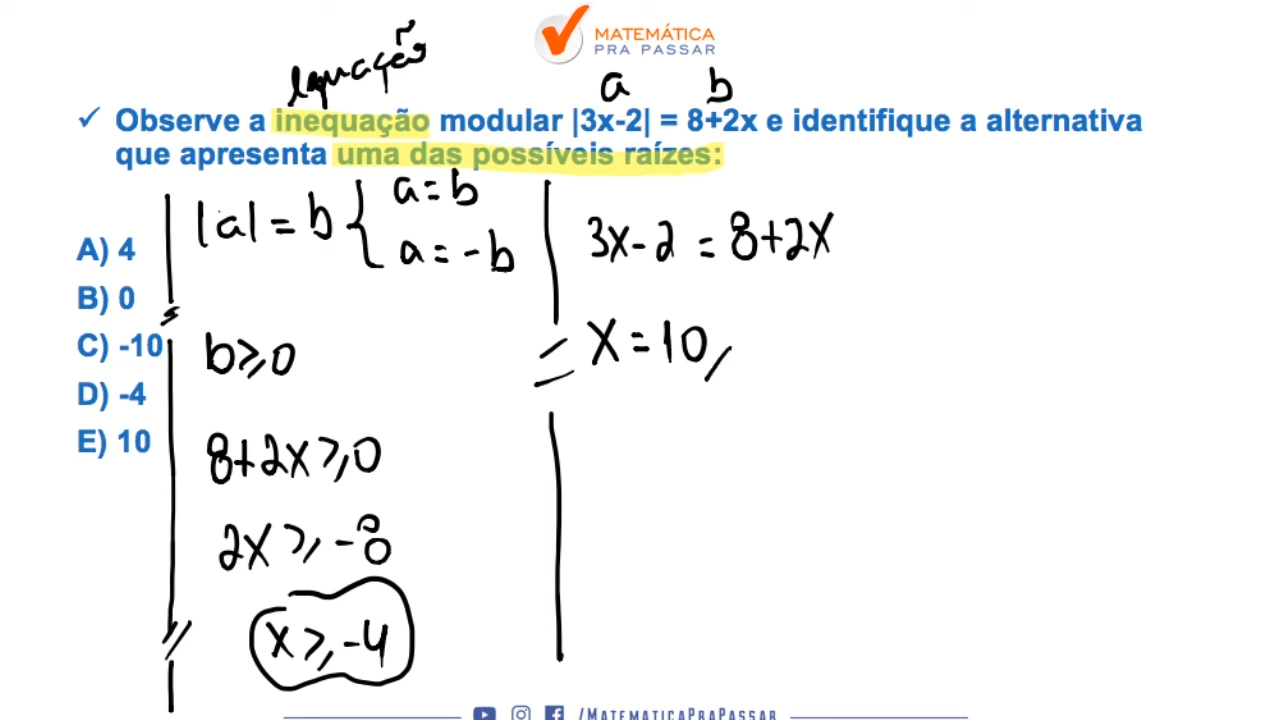 MATEMÁTICA
PRA PASSAR
equação
a b
✓ Observe a inequação modular |3x-2| = 8+2x e identifique a alternativa
que apresenta uma das possíveis raízes:
A) 4
B) 0
C) -10
D) -4
E) 10
|a| = b { a = b
a = -b
b ≥ 0
8+2x ≥ 0
2x ≥ -8
x ≥ -4
3x-2 = 8+2x
x = 10
/MATEMATICAPRAPASSAR